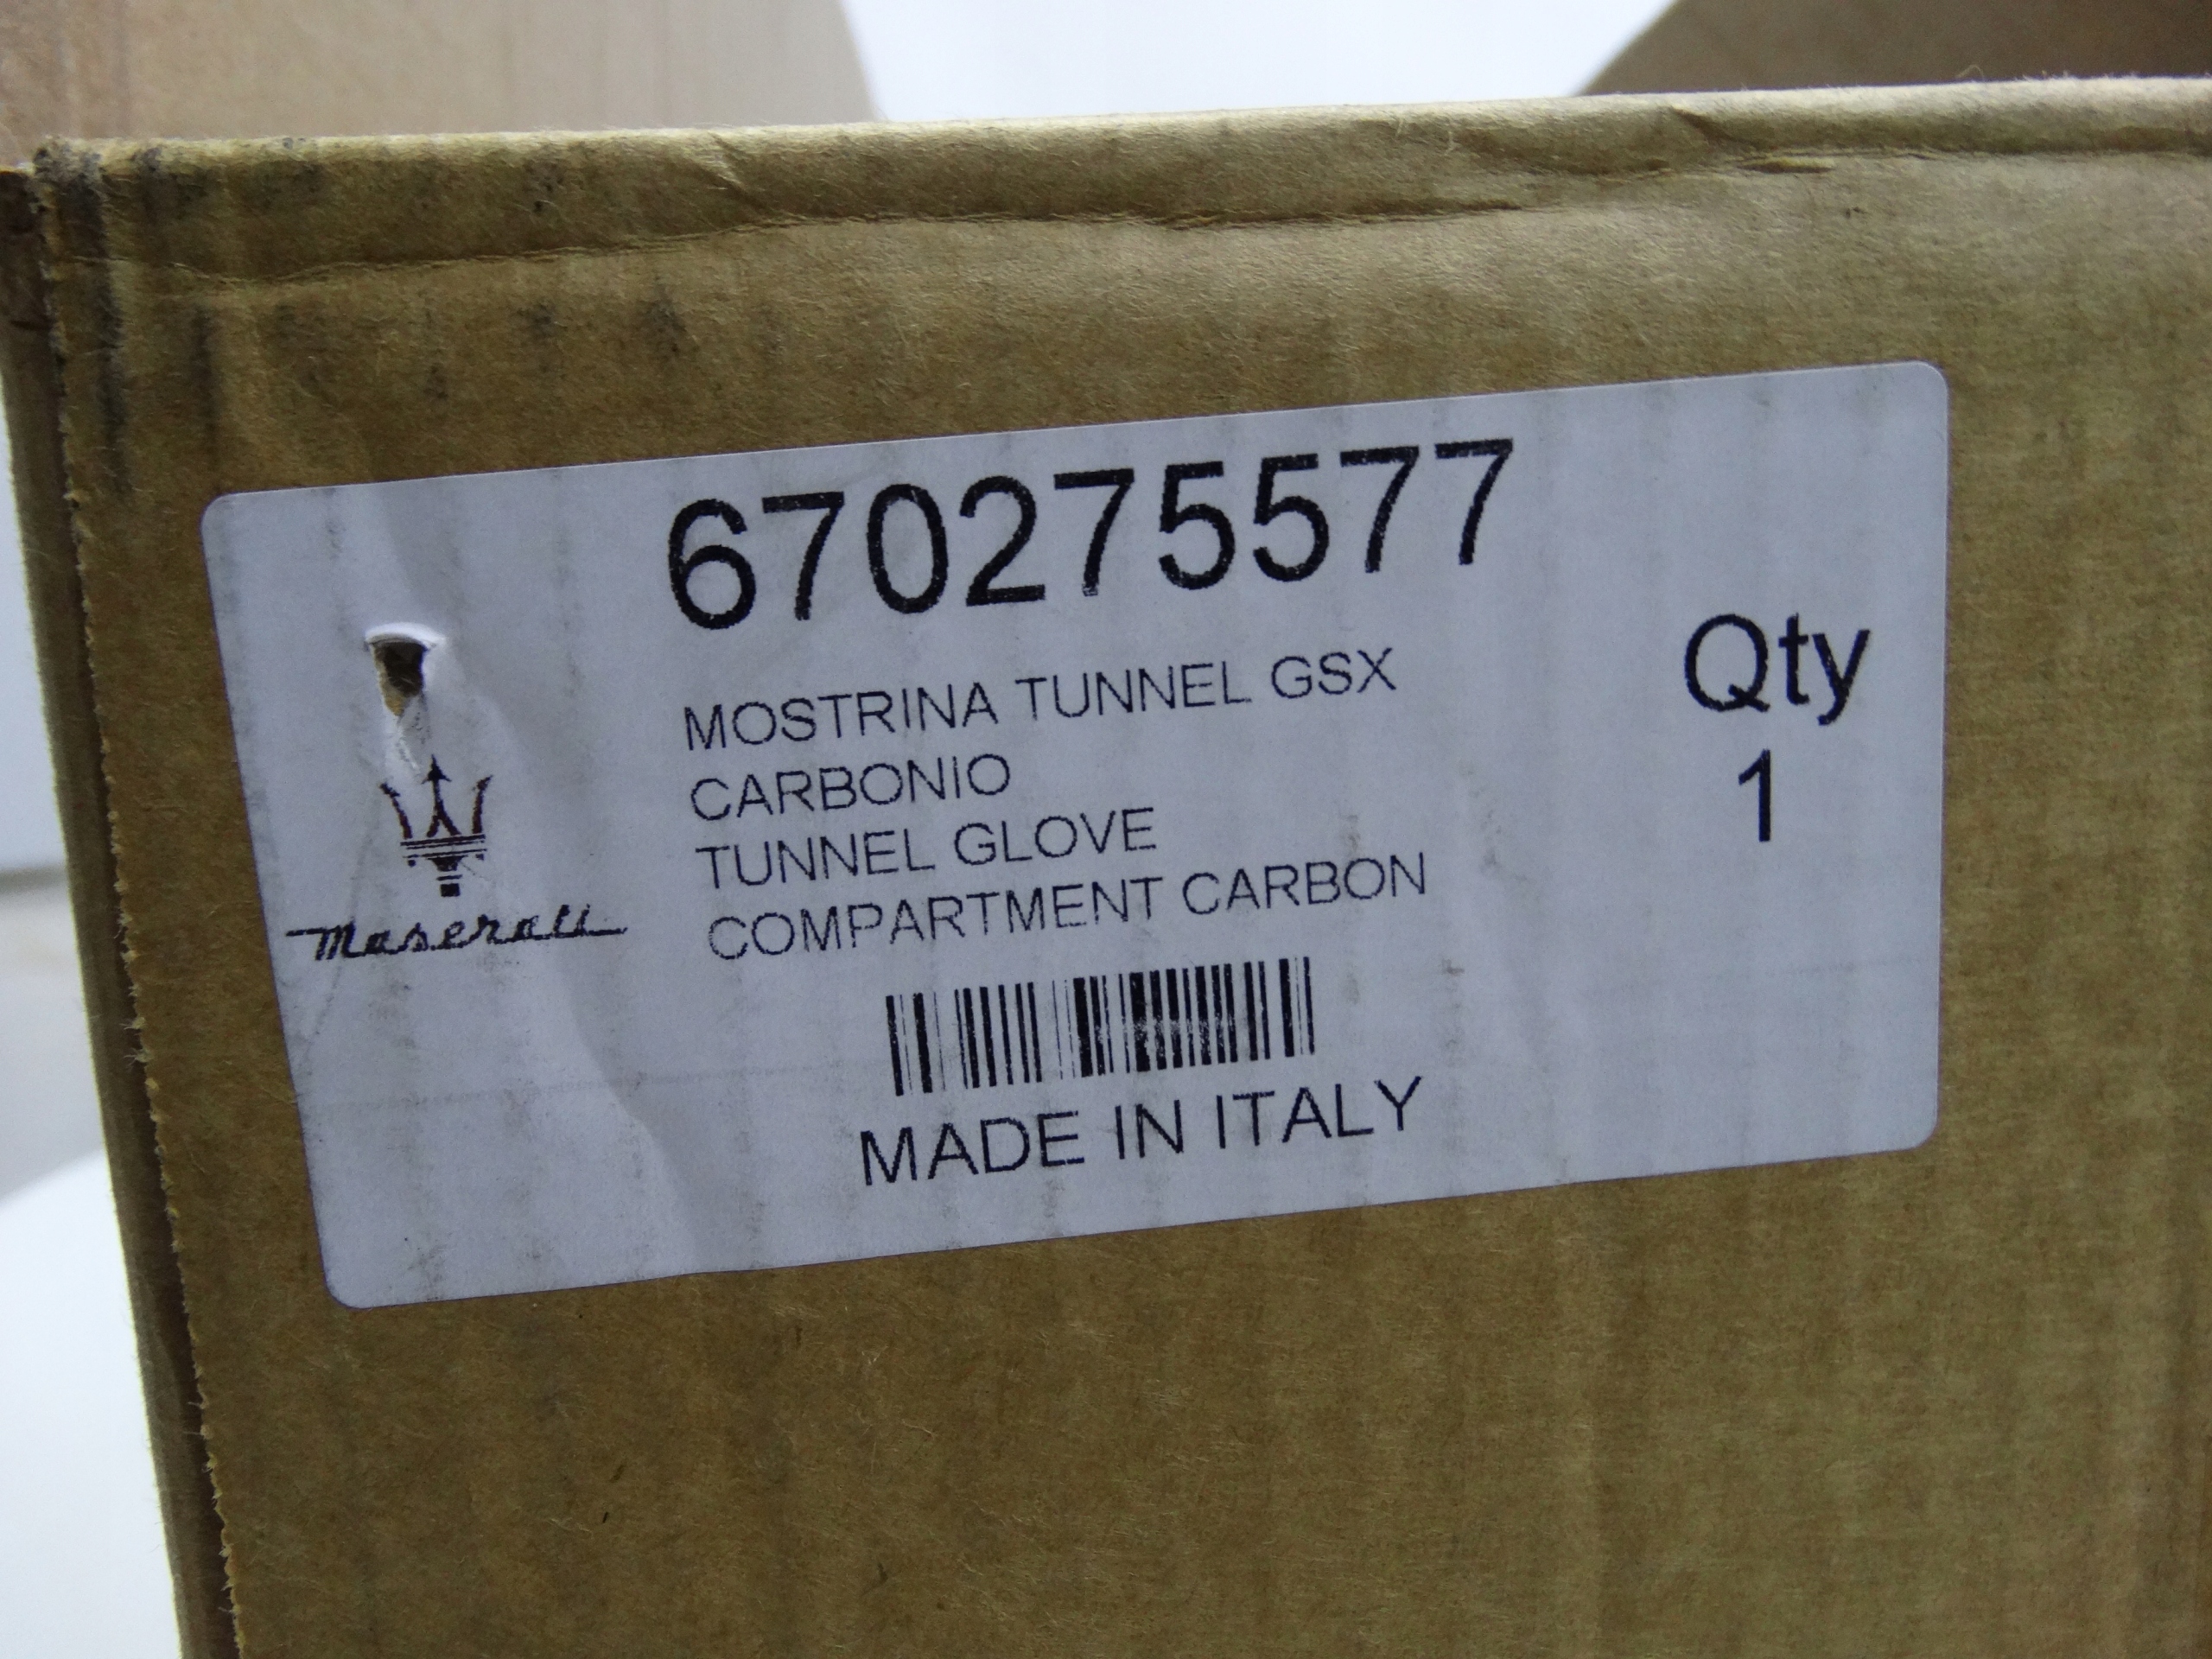 670275577
MOSTRINA TUNNEL GSX
CARBONIO
TUNNEL GLOVE
COMPARTMENT CARBON
Qty
1
Maserati
MADE IN ITALY